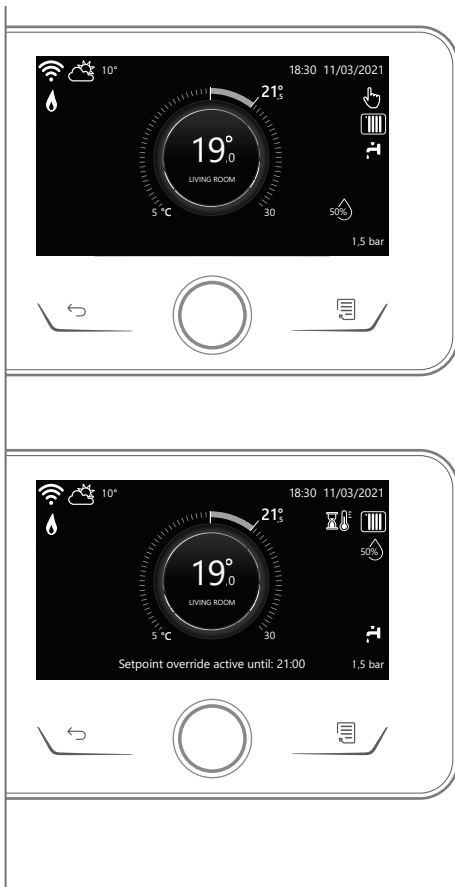 10° 18:30 11/03/2021
21°,5
19°,0
LIVING ROOM
5 °C 30 50%
1,5 bar
10° 18:30 11/03/2021
21°,5
50%
19°,0
LIVING ROOM
5 °C 30
Setpoint override active until: 21:00 1,5 bar